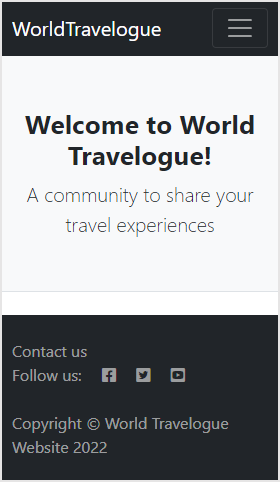 WorldTravelogue
Welcome to World
Travelogue!
A community to share your
travel experiences
Contact us
Follow us:
Copyright © World Travelogue
Website 2022